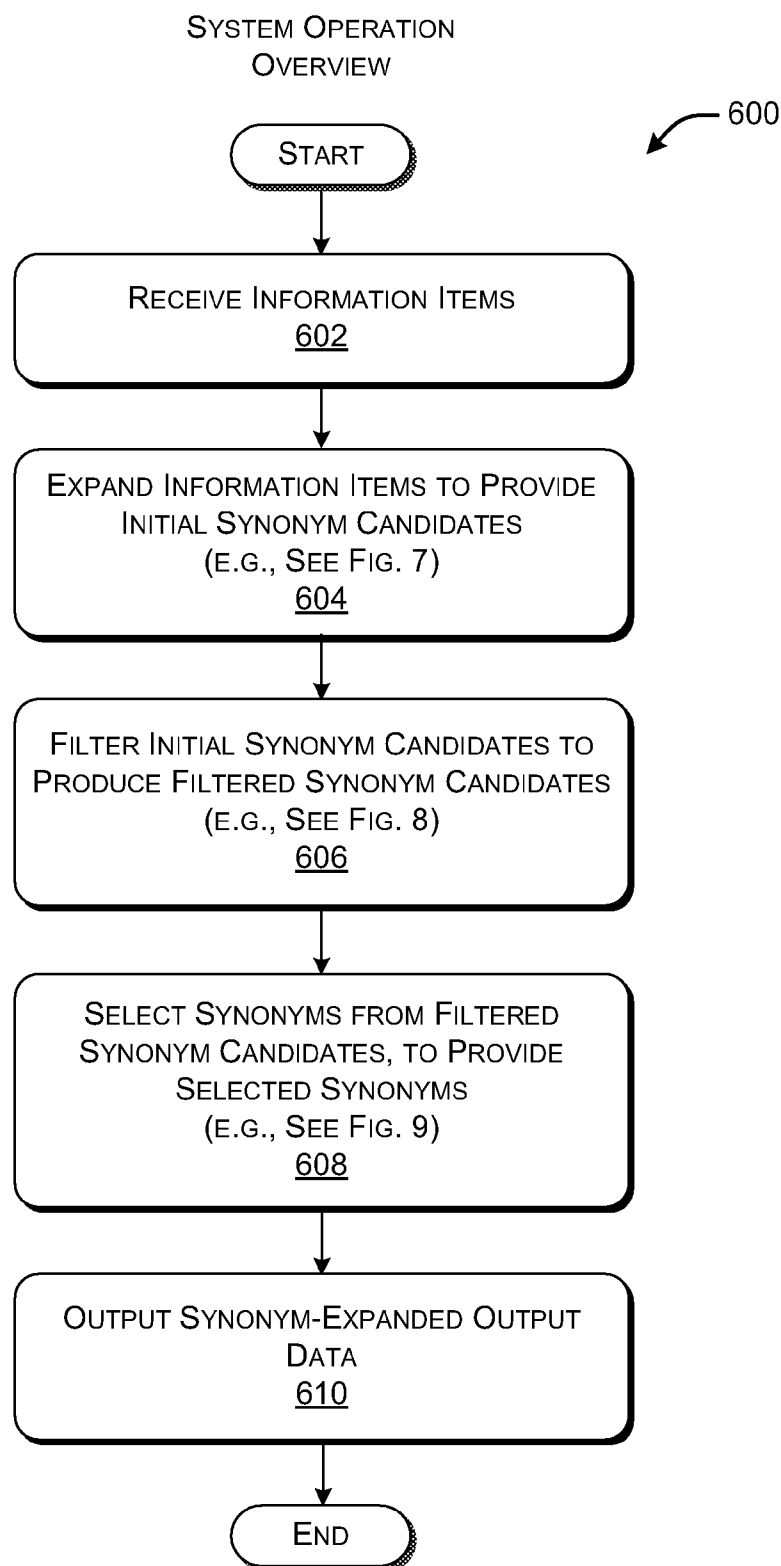 SYSTEM OPERATION
OVERVIEW
600
START
RECEIVE INFORMATION ITEMS
602
EXPAND INFORMATION ITEMS TO PROVIDE
INITIAL SYNONYM CANDIDATES
(E.G., SEE FIG. 7)
604
FILTER INITIAL SYNONYM CANDIDATES TO
PRODUCE FILTERED SYNONYM CANDIDATES
(E.G., SEE FIG. 8)
606
SELECT SYNONYMS FROM FILTERED
SYNONYM CANDIDATES, TO PROVIDE
SELECTED SYNONYMS
(E.G., SEE FIG. 9)
608
OUTPUT SYNONYM-EXPANDED OUTPUT
DATA
610
END